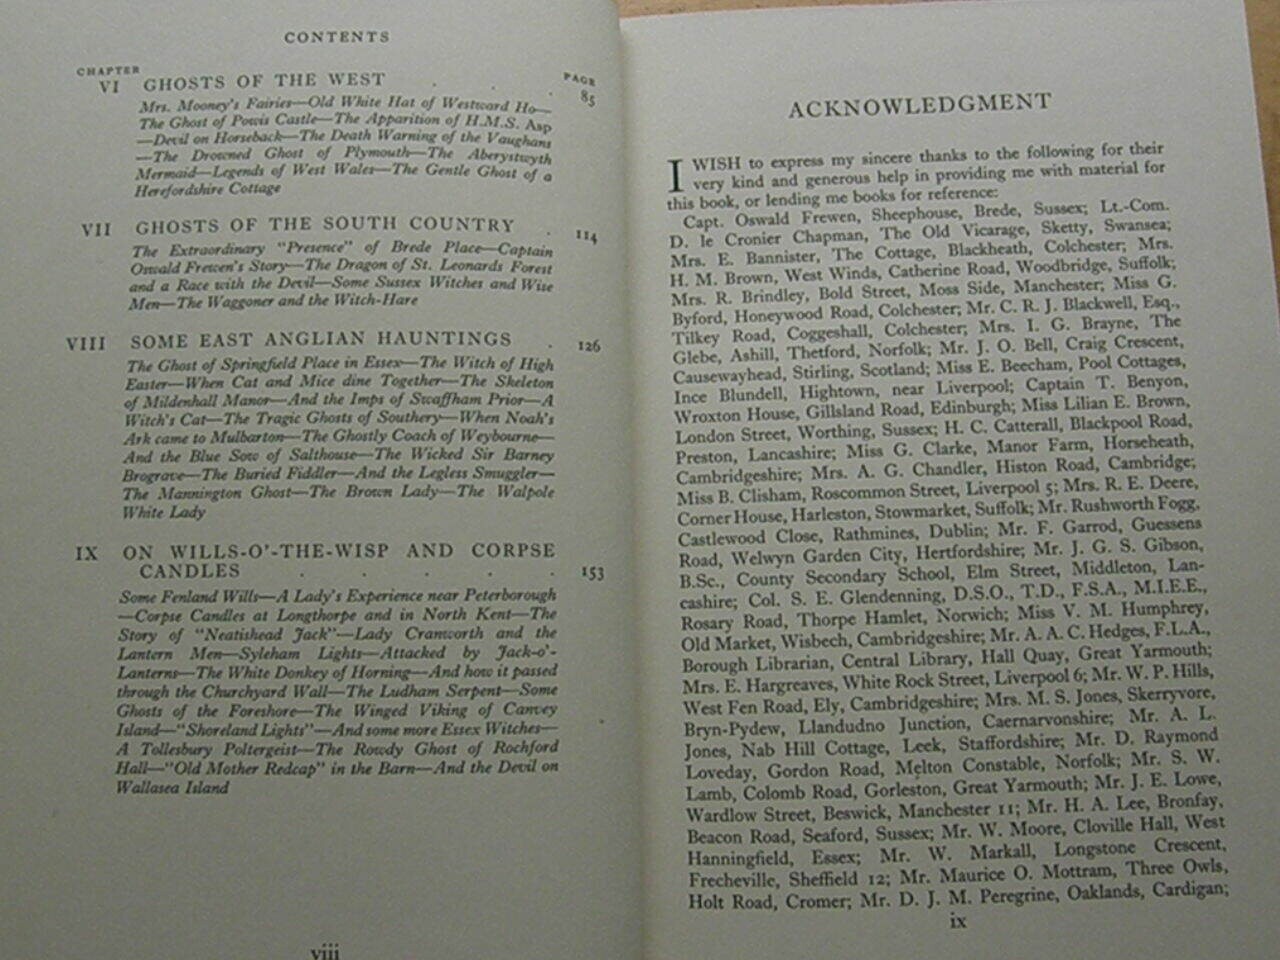 CONTENTS
CHAPTER
PAGE
VI GHOSTS OF THE WEST . . . 85
Mrs. Mooney's Fairies—Old White Hat of Westward Ho—
The Ghost of Powis Castle—The Apparition of H.M.S. Asp
—Devil on Horseback—The Death Warning of the Vaughans
—The Drowned Ghost of Plymouth—The Aberystwyth
Mermaid—Legends of West Wales—The Gentle Ghost of a
Herefordshire Cottage
VII GHOSTS OF THE SOUTH COUNTRY . 114
The Extraordinary "Presence" of Brede Place—Captain
Oswald Frewen's Story—The Dragon of St. Leonards Forest
and a Race with the Devil—Some Sussex Witches and Wise
Men—The Waggoner and the Witch-Hare
VIII SOME EAST ANGLIAN HAUNTINGS . 126
The Ghost of Springfield Place in Essex—The Witch of High
Easter—When Cat and Mice dine Together—The Skeleton
of Mildenhall Manor—And the Imps of Swaffham Prior—A
Witch's Cat—The Tragic Ghosts of Southery—When Noah's
Ark came to Mulbarton—The Ghostly Coach of Weybourne—
And the Blue Sow of Salthouse—The Wicked Sir Barney
Brograve—The Buried Fiddler—And the Legless Smuggler—
The Mannington Ghost—The Brown Lady—The Walpole
White Lady
IX ON WILLS-O'-THE-WISP AND CORPSE
CANDLES . . . . . 153
Some Fenland Wills—A Lady's Experience near Peterborough
—Corpse Candles at Longthorpe and in North Kent—The
Story of "Neatishead Jack"—Lady Cranworth and the
Lantern Men—Syleham Lights—Attacked by Jack-o'-
Lanterns—The White Donkey of Horning—And how it passed
through the Churchyard Wall—The Ludham Serpent—Some
Ghosts of the Foreshore—The Winged Viking of Canvey
Island—"Shoreland Lights"—And some more Essex Witches—
A Tollesbury Poltergeist—The Rowdy Ghost of Rochford
Hall—"Old Mother Redcap" in the Barn—And the Devil on
Wallasea Island
viii
ACKNOWLEDGMENT
I WISH to express my sincere thanks to the following for their
very kind and generous help in providing me with material for
this book, or lending me books for reference:
Capt. Oswald Frewen, Sheephouse, Brede, Sussex; Lt.-Com.
D. le Cronier Chapman, The Old Vicarage, Sketty, Swansea;
Mrs. E. Bannister, The Cottage, Blackheath, Colchester; Mrs.
H. M. Brown, West Winds, Catherine Road, Woodbridge, Suffolk;
Mrs. R. Brindley, Bold Street, Moss Side, Manchester; Miss G.
Byford, Honeywood Road, Colchester; Mr. C. R. J. Blackwell, Esq.,
Tilkey Road, Coggeshall, Colchester; Mrs. I. G. Brayne, The
Glebe, Ashill, Thetford, Norfolk; Mr. J. O. Bell, Craig Crescent,
Causewayhead, Stirling, Scotland; Miss E. Beecham, Pool Cottages,
Ince Blundell, Hightown, near Liverpool; Captain T. Benyon,
Wroxton House, Gillsland Road, Edinburgh; Miss Lilian E. Brown,
London Street, Worthing, Sussex; H. C. Catterall, Blackpool Road,
Preston, Lancashire; Miss G. Clarke, Manor Farm, Horseheath,
Cambridgeshire; Mrs. A. G. Chandler, Histon Road, Cambridge;
Miss B. Clisham, Roscommon Street, Liverpool 5; Mrs. R. E. Deere,
Corner House, Harleston, Stowmarket, Suffolk; Mr. Rushworth Fogg,
Castlewood Close, Rathmines, Dublin; Mr. F. Garrod, Guessens
Road, Welwyn Garden City, Hertfordshire; Mr. J. G. S. Gibson,
B.Sc., County Secondary School, Elm Street, Middleton, Lan-
cashire; Col. S. E. Glendenning, D.S.O., T.D., F.S.A., M.I.E.E.,
Rosary Road, Thorpe Hamlet, Norwich; Miss V. M. Humphrey,
Old Market, Wisbech, Cambridgeshire; Mr. A. A. C. Hedges, F.L.A.,
Borough Librarian, Central Library, Hall Quay, Great Yarmouth;
Mrs. E. Hargreaves, White Rock Street, Liverpool 6; Mr. W. P. Hills,
West Fen Road, Ely, Cambridgeshire; Mrs. M. S. Jones, Skerryvore,
Bryn-Pydew, Llandudno Junction, Caernarvonshire; Mr. A. L.
Jones, Nab Hill Cottage, Leek, Staffordshire; Mr. D. Raymond
Loveday, Gordon Road, Melton Constable, Norfolk; Mr. S. W.
Lamb, Colomb Road, Gorleston, Great Yarmouth; Mr. J. E. Lowe,
Wardlow Street, Beswick, Manchester 11; Mr. H. A. Lee, Bronfay,
Beacon Road, Seaford, Sussex; Mr. W. Moore, Cloville Hall, West
Hanningfield, Essex; Mr. W. Markall, Longstone Crescent,
Frecheville, Sheffield 12; Mr. Maurice O. Mottram, Three Owls,
Holt Road, Cromer; Mr. D. J. M. Peregrine, Oaklands, Cardigan;
ix